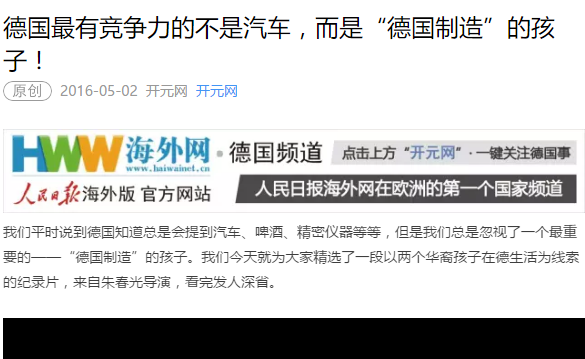 德国最有竞争力的不是汽车，而是“德国制造”的孩
子！
原创 2016-05-02 开元网 开元网
HWW 海外网 www.haiwainet.cn 德国频道 点击上方“开元网”·一键关注德国事
人民日报海外版 官方网站 人民日报海外网在欧洲的第一个国家频道
我们平时说到德国知道总是会提到汽车、啤酒、精密仪器等等，但是我们总是忽视了一个最重
要的——“德国制造”的孩子。我们今天就为大家精选了一段以两个华裔孩子在德生活为线索
的纪录片，来自朱春光导演，看完发人深省。